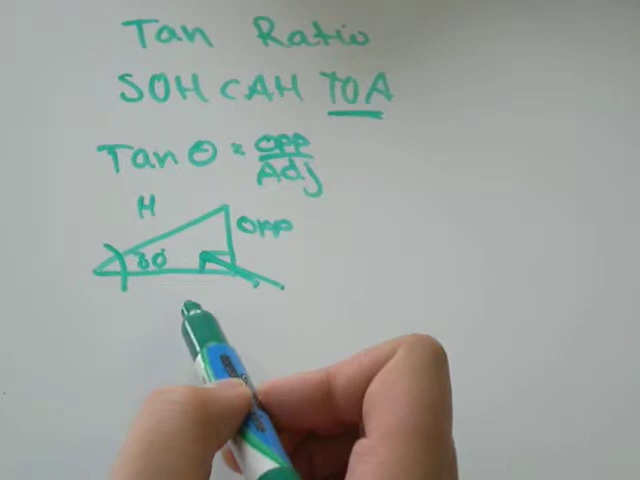 Tan Ratio
SOH CAH TOA
Tan θ = OPP
Adj
H
OPP
30°